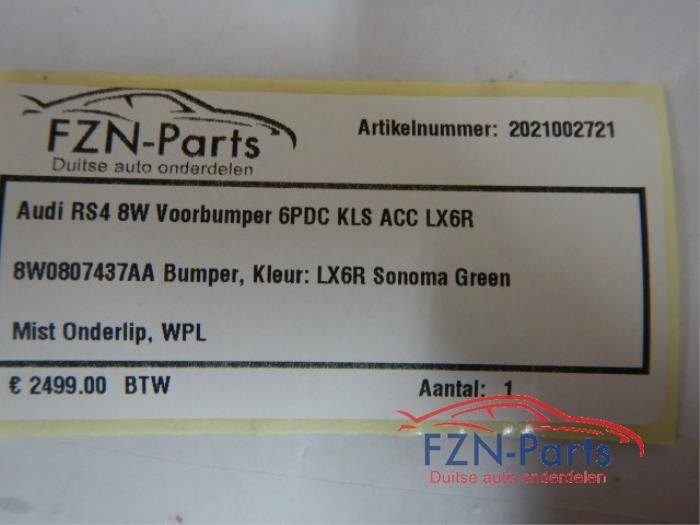 FZN-Parts
Duitse auto onderdelen
Artikelnummer: 2021002721
Audi RS4 8W Voorbumper 6PDC KLS ACC LX6R
8W0807437AA Bumper, Kleur: LX6R Sonoma Green
Mist Onderlip, WPL
€ 2499.00 BTW
Aantal: 1
FZN-Parts
Duitse auto onderdelen